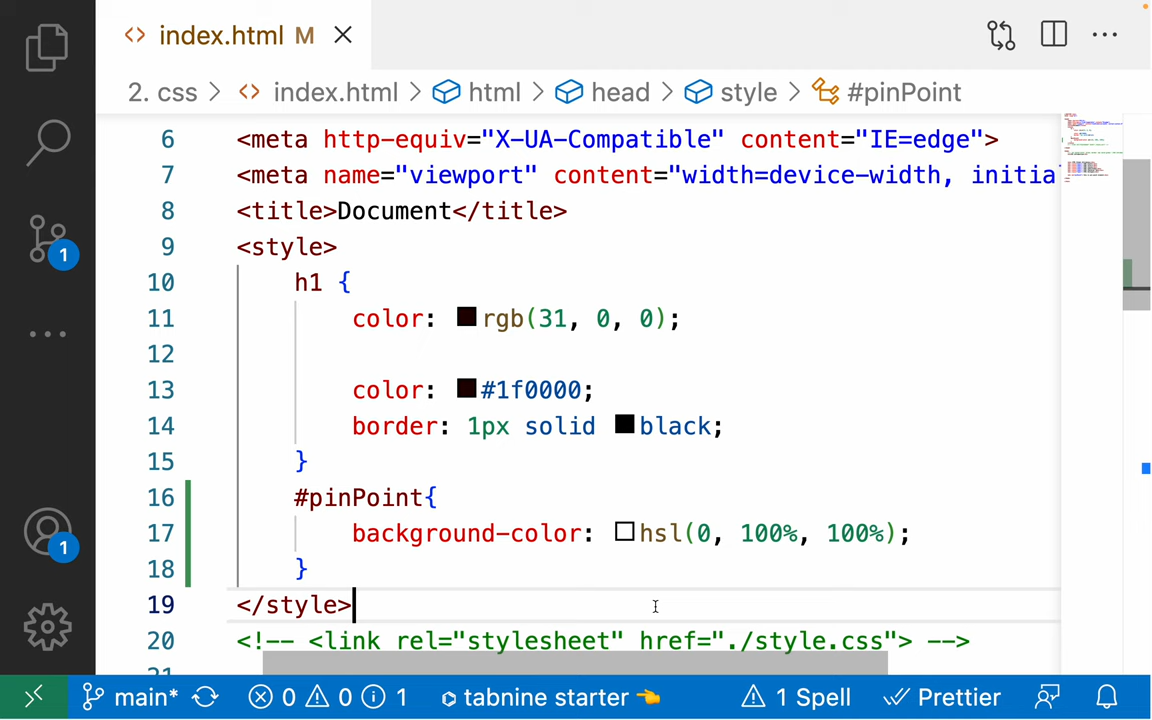 index.html M
2. css > index.html > html > head > style > #pinPoint
6 <meta http-equiv="X-UA-Compatible" content="IE=edge">
7 <meta name="viewport" content="width=device-width, initial
8 <title>Document</title>
9 <style>
10 h1 {
11 color: rgb(31, 0, 0);
12
13 color: #1f0000;
14 border: 1px solid black;
15 }
16 #pinPoint{
17 background-color: hsl(0, 100%, 100%);
18 }
19 </style>
20 <!-- <link rel="stylesheet" href="./style.css"> -->
21
1
1
main* 0 0 1 tabnine starter 👈 1 Spell Prettier